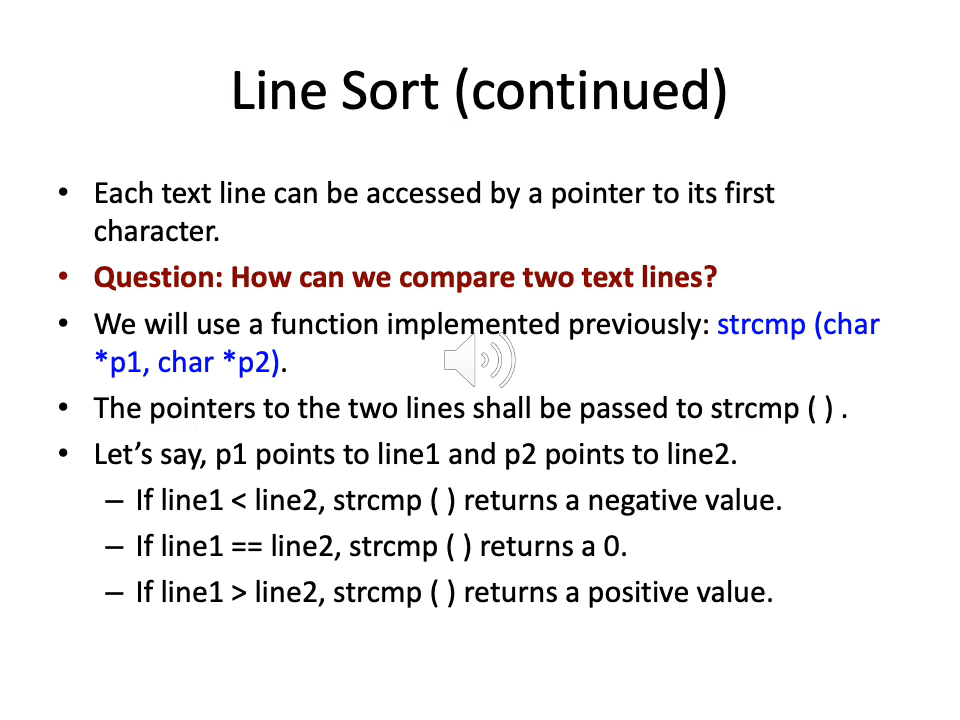 Line Sort (continued)
• Each text line can be accessed by a pointer to its first
character.
• Question: How can we compare two text lines?
• We will use a function implemented previously: strcmp (char
*p1, char *p2).
• The pointers to the two lines shall be passed to strcmp ( ) .
• Let’s say, p1 points to line1 and p2 points to line2.
– If line1 < line2, strcmp ( ) returns a negative value.
– If line1 == line2, strcmp ( ) returns a 0.
– If line1 > line2, strcmp ( ) returns a positive value.